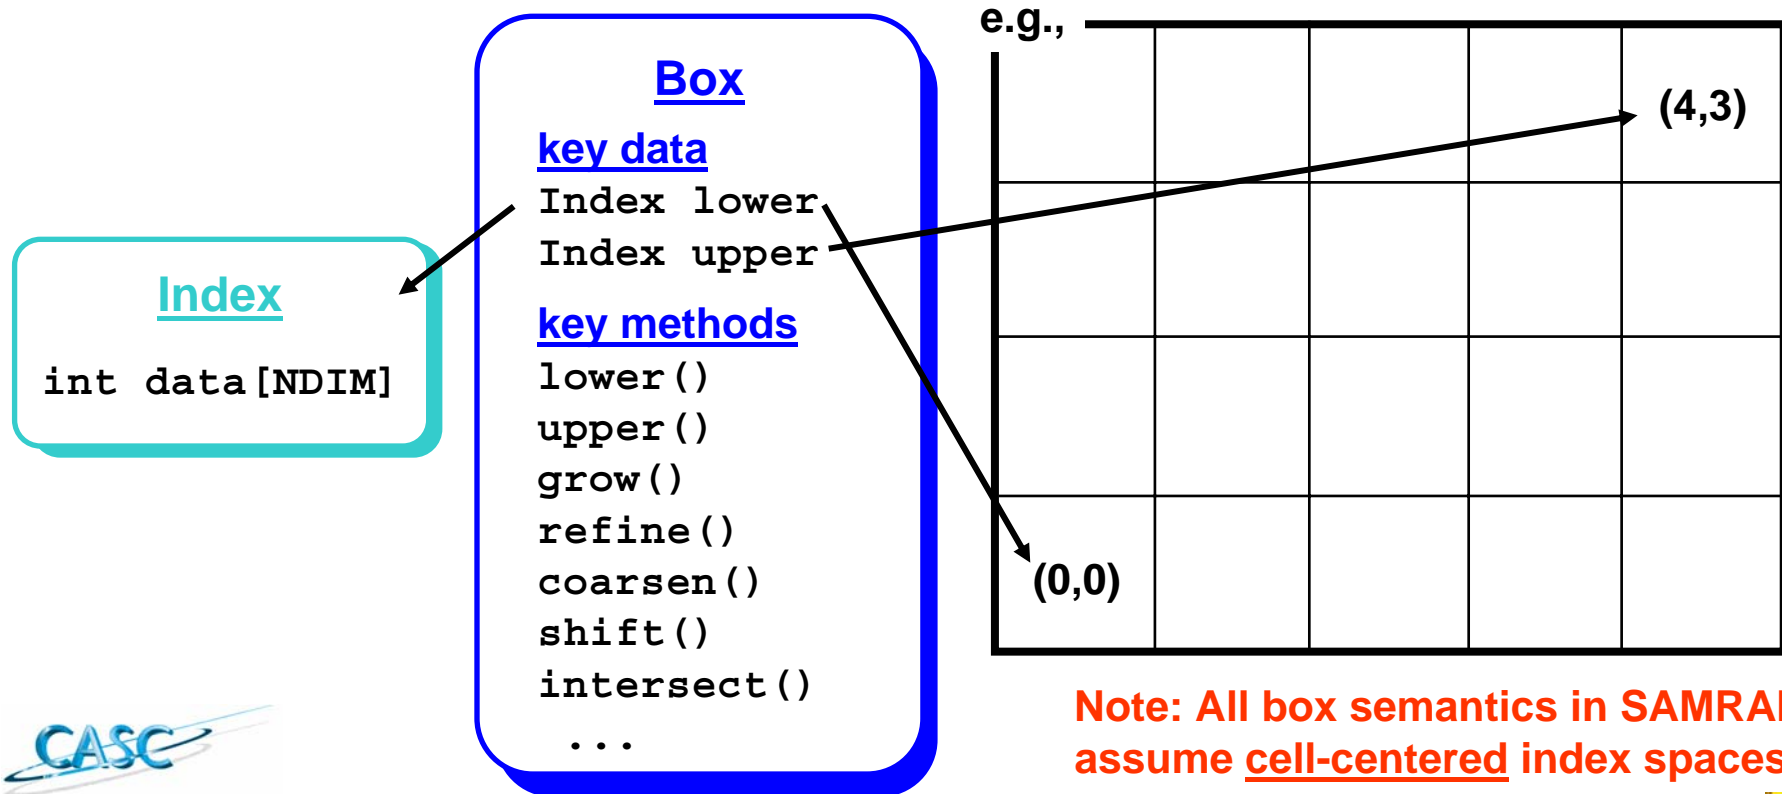 Index
int data[NDIM]
Box
key data
Index lower
Index upper
key methods
lower()
upper()
grow()
refine()
coarsen()
shift()
intersect()
...
e.g.,
(4,3)
(0,0)
Note: All box semantics in SAMRAI
assume cell-centered index spaces
CASC